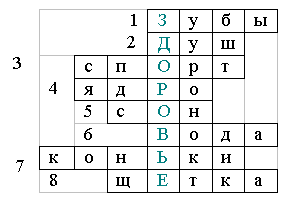 1 З у б ы
2 Д у ш
3 с п О р т
4 я д Р о
5 с О н
6 В о д а
7 к о н Ь к и
8 щ Е т к а